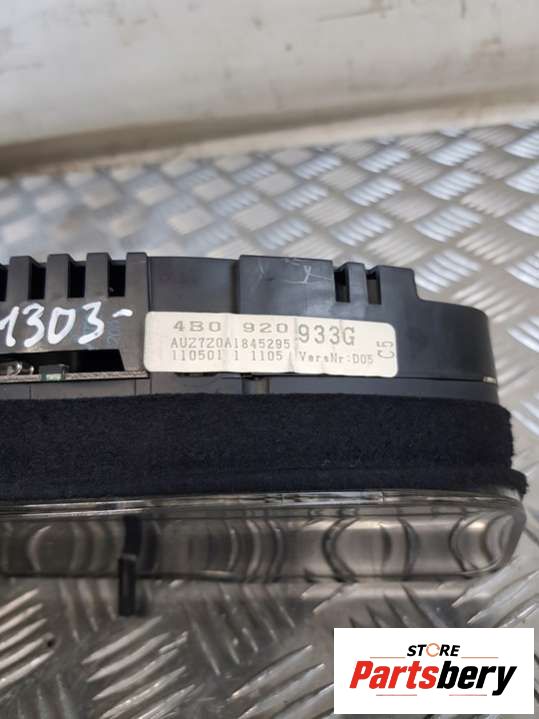 1303-
4B0 920 933G
AUZ7Z0A1845295
110501 1 1105 VersNr:D05
C5
STORE
Partsbery